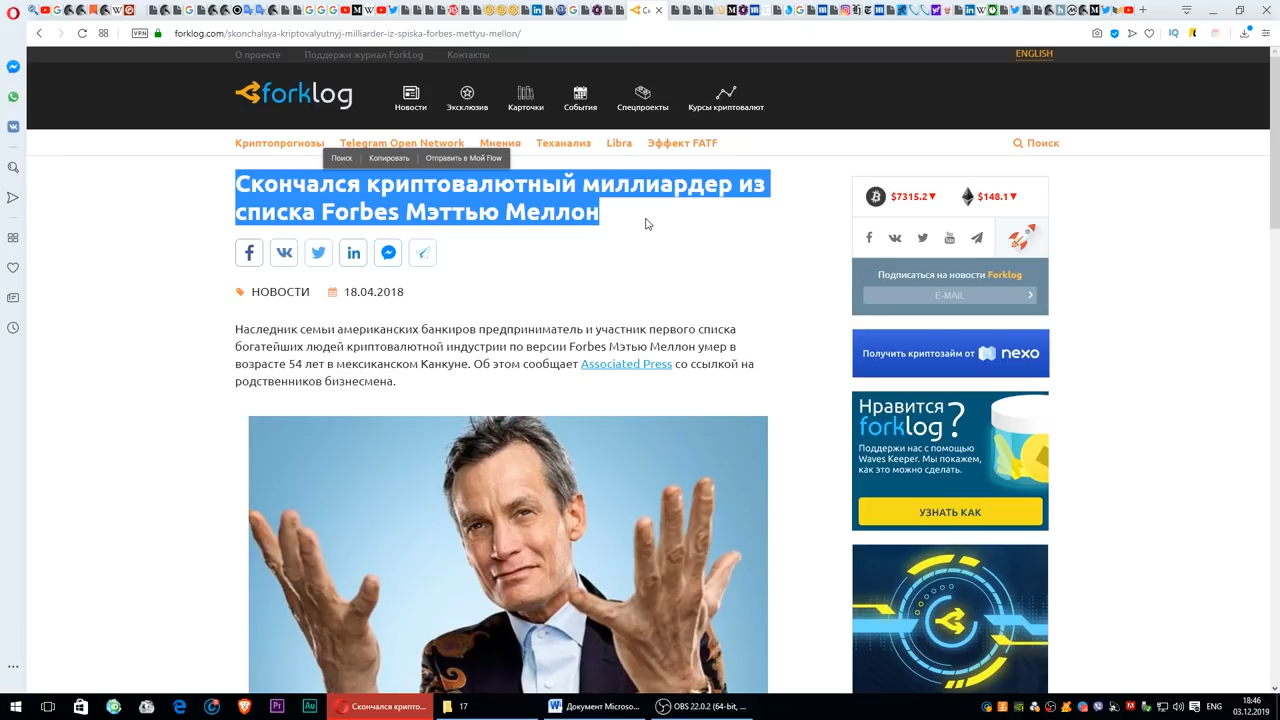 Ск
VPN
forklog.com/skonchalsya-kriptovalyutnyj-milliarder-iz-spiska-forbes-mettyu-mellon/
IQ
О проекте
Поддержи журнал ForkLog
Контакты
ENGLISH
forklog
Новости
Эксклюзив
Карточки
События
Спецпроекты
Курсы криптовалют
Криптопрогнозы
Telegram Open Network
Мнения
Теханализ
Libra
Эффект FATF
Поиск
Поиск
Копировать
Отправить в Мой Flow
Скончался криптовалютный миллиардер из
списка Forbes Мэттью Меллон
НОВОСТИ
18.04.2018
Наследник семьи американских банкиров предприниматель и участник первого списка
богатейших людей криптовалютной индустрии по версии Forbes Мэтью Меллон умер в
возрасте 54 лет в мексиканском Канкуне. Об этом сообщает Associated Press со ссылкой на
родственников бизнесмена.
$7315.2▼
$148.1▼
Подписаться на новости Forklog
E-MAIL
Получить криптозайм от nexo
Нравится
forklog?
Поддержи нас с помощью
Waves Keeper. Мы покажем,
как это можно сделать.
УЗНАТЬ КАК
Скончался крипто...
17
Документ Microso...
OBS 22.0.2 (64-bit, ...
ENG
18:46
03.12.2019